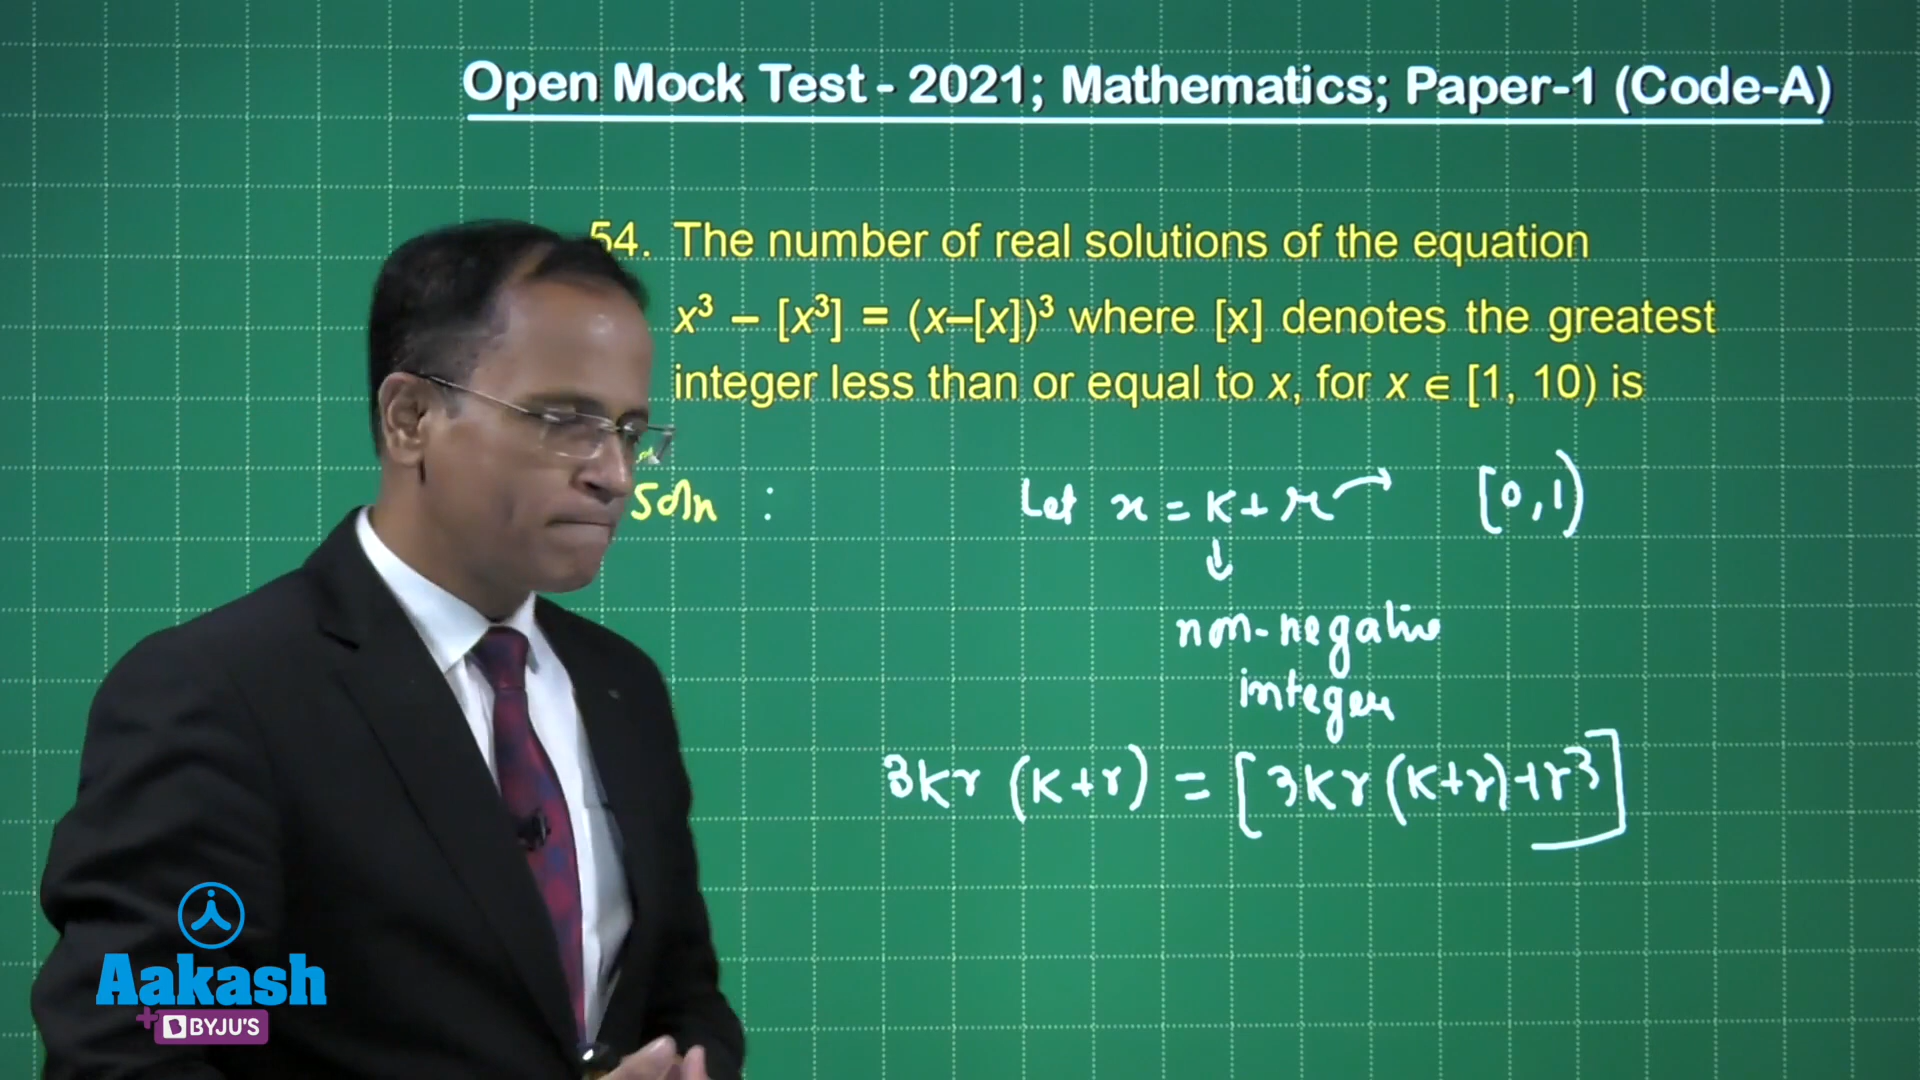 Open Mock Test - 2021; Mathematics; Paper-1 (Code-A)
54. The number of real solutions of the equation
x³ – [x³] = (x–[x])³ where [x] denotes the greatest
integer less than or equal to x, for x ∈ [1, 10) is
Soln : Let x = K + r → [0,1)
↓
non-negative
integer
3Kr (K+r) = [3Kr (K+r)+r³]
Aakash
+ BYJU'S